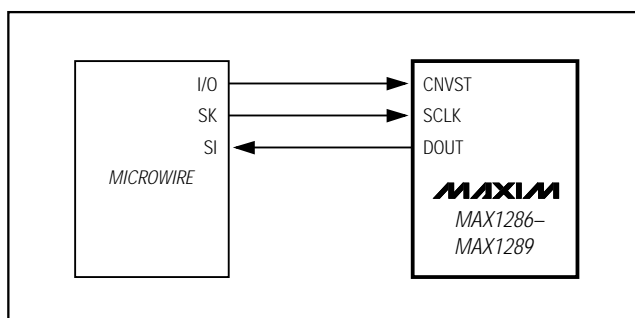 I/O
SK
SI
MICROWIRE
CNVST
SCLK
DOUT
MAXIM
MAX1286–
MAX1289